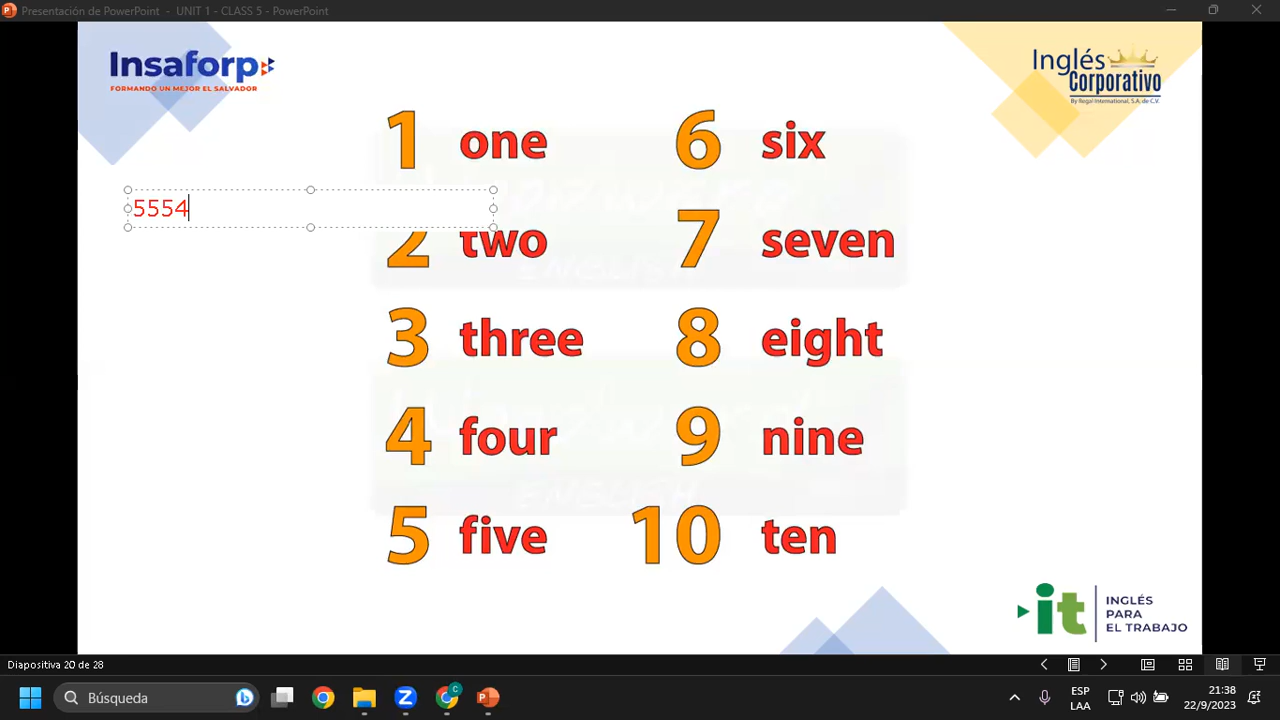 Presentación de PowerPoint - UNIT 1 - CLASS 5 - PowerPoint
Insaforp
FORMANDO UN MEJOR EL SALVADOR
Inglés
Corporativo
By Regal International, S.A. de C.V.
1 one
6 six
5554
2 two
7 seven
3 three
8 eight
4 four
9 nine
ENGLISH
5 five
10 ten
it
INGLÉS
PARA
EL TRABAJO
Diapositiva 20 de 28
Búsqueda
ESP
LAA
21:38
22/9/2023